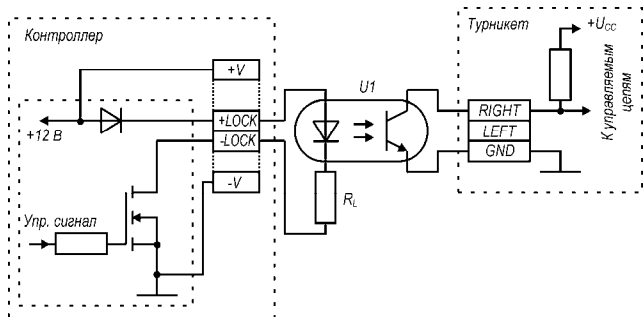 Контроллер
+V
+12 В
+LOCK
-LOCK
-V
Упр. сигнал
U1
RL
Турникет
+UCC
RIGHT
LEFT
GND
К управляемым
цепям